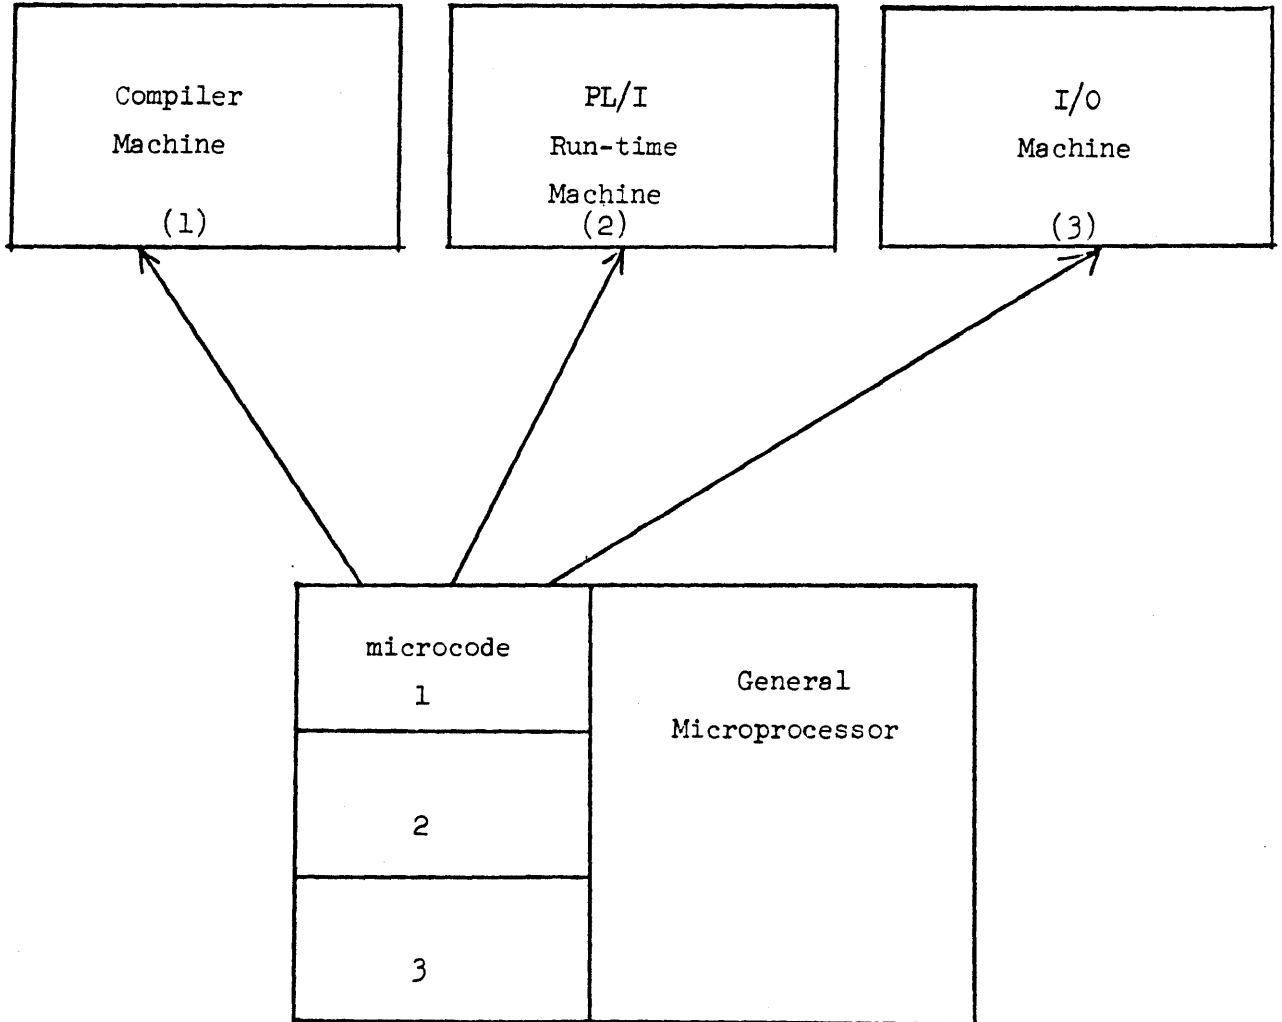 Compiler
Machine
(1)
PL/I
Run-time
Machine
(2)
I/O
Machine
(3)
microcode
1
2
3
General
Microprocessor